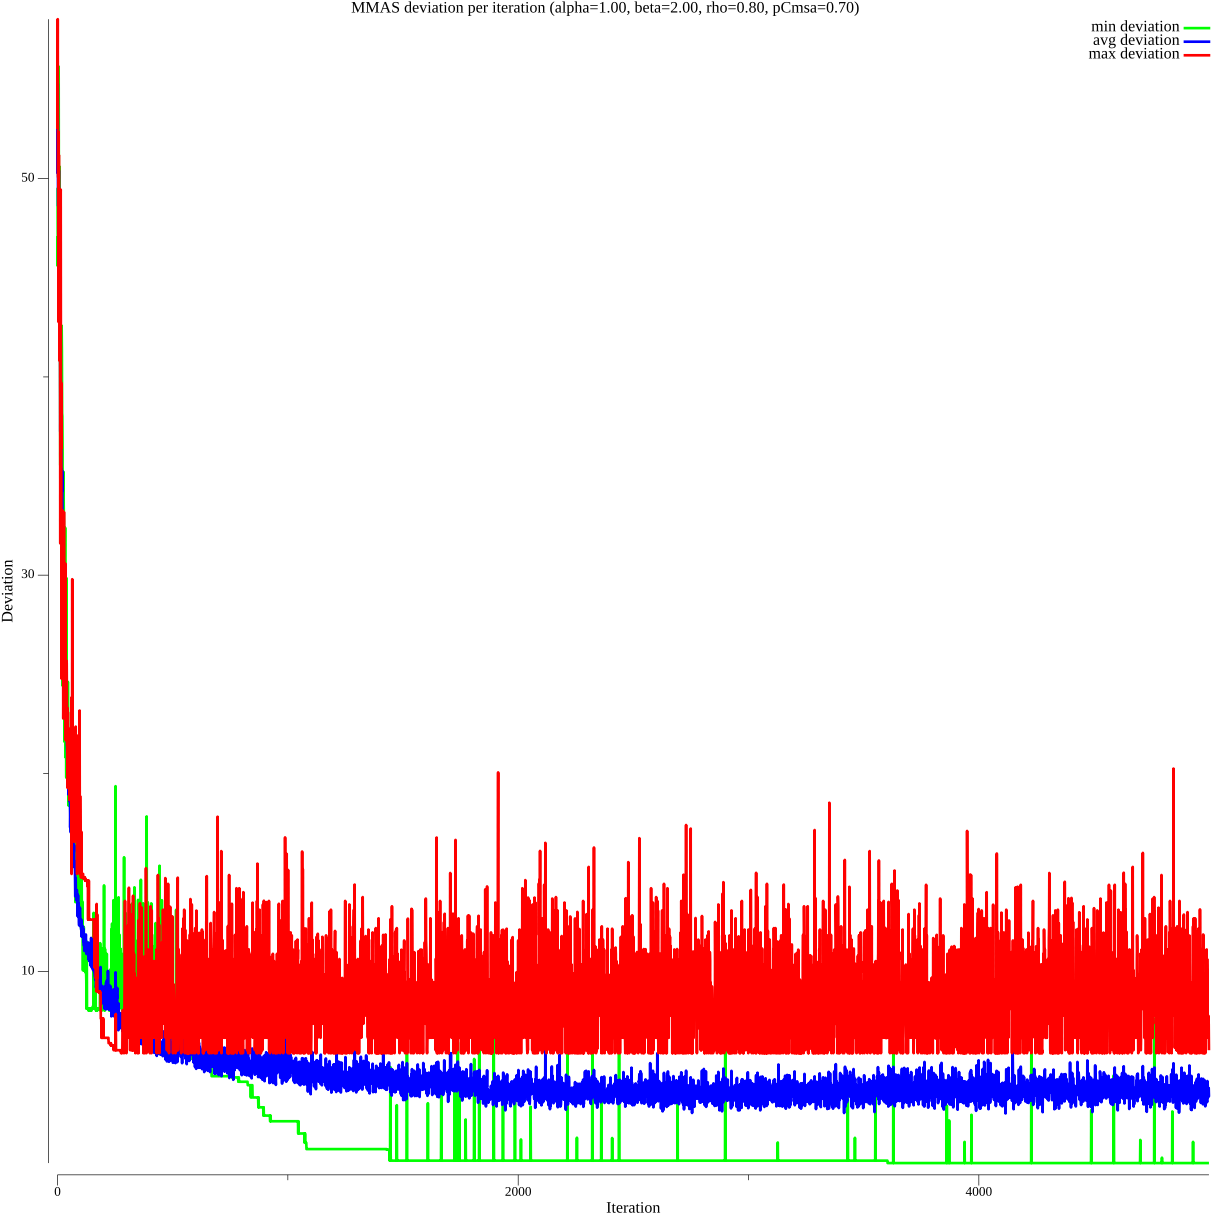 MMAS deviation per iteration (alpha=1.00, beta=2.00, rho=0.80, pCmsa=0.70)
min deviation
avg deviation
max deviation
50
30
10
Deviation
0
2000
4000
Iteration